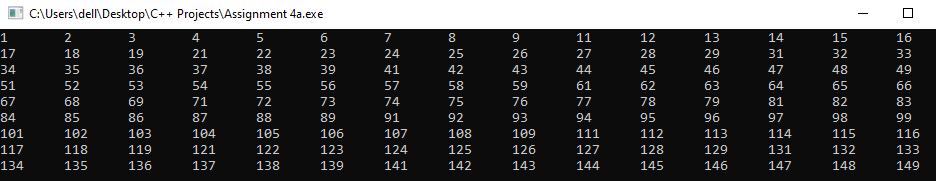 C:\Users\dell\Desktop\C++ Projects\Assignment 4a.exe
1 2 3 4 5 6 7 8 9 11 12 13 14 15 16
17 18 19 21 22 23 24 25 26 27 28 29 31 32 33
34 35 36 37 38 39 41 42 43 44 45 46 47 48 49
51 52 53 54 55 56 57 58 59 61 62 63 64 65 66
67 68 69 71 72 73 74 75 76 77 78 79 81 82 83
84 85 86 87 88 89 91 92 93 94 95 96 97 98 99
101 102 103 104 105 106 107 108 109 111 112 113 114 115 116
117 118 119 121 122 123 124 125 126 127 128 129 131 132 133
134 135 136 137 138 139 141 142 143 144 145 146 147 148 149